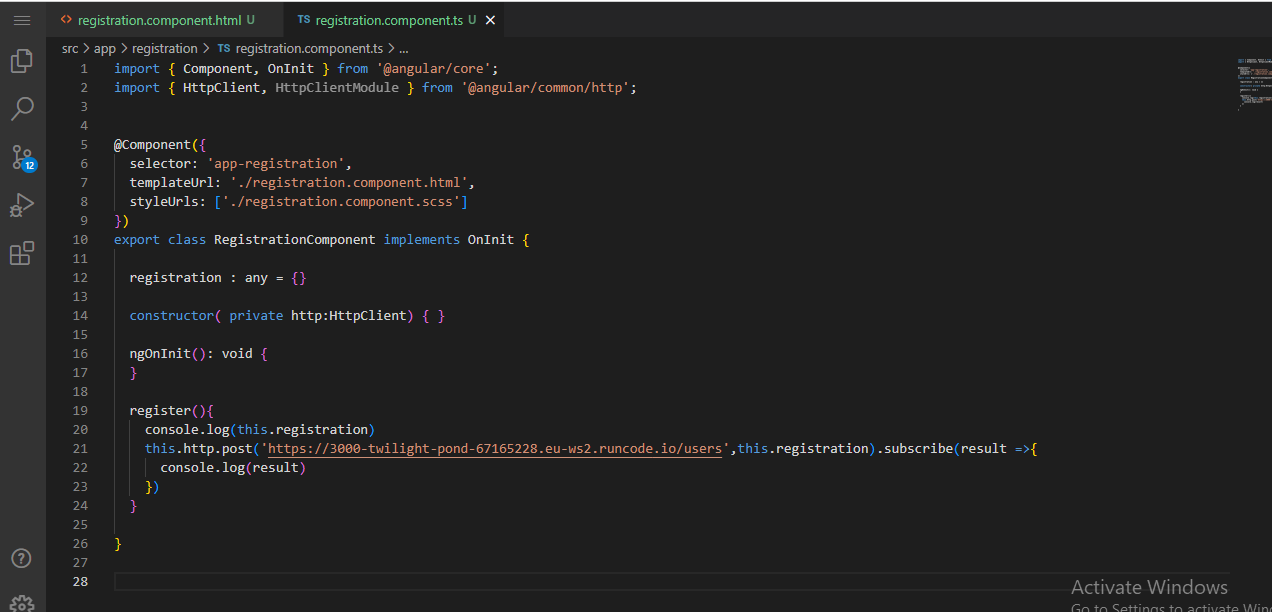 registration.component.html U
TS registration.component.ts U
src > app > registration > TS registration.component.ts > ...
1 import { Component, OnInit } from '@angular/core';
2 import { HttpClient, HttpClientModule } from '@angular/common/http';
3
4
5 @Component({
6 selector: 'app-registration',
7 templateUrl: './registration.component.html',
8 styleUrls: ['./registration.component.scss']
9 })
10 export class RegistrationComponent implements OnInit {
11
12 registration : any = {}
13
14 constructor( private http:HttpClient) { }
15
16 ngOnInit(): void {
17 }
18
19 register(){
20 console.log(this.registration)
21 this.http.post('https://3000-twilight-pond-67165228.eu-ws2.runcode.io/users',this.registration).subscribe(result =>{
22 console.log(result)
23 })
24 }
25
26 }
27
28
12
Activate Windows
Go to Settings to activate Win